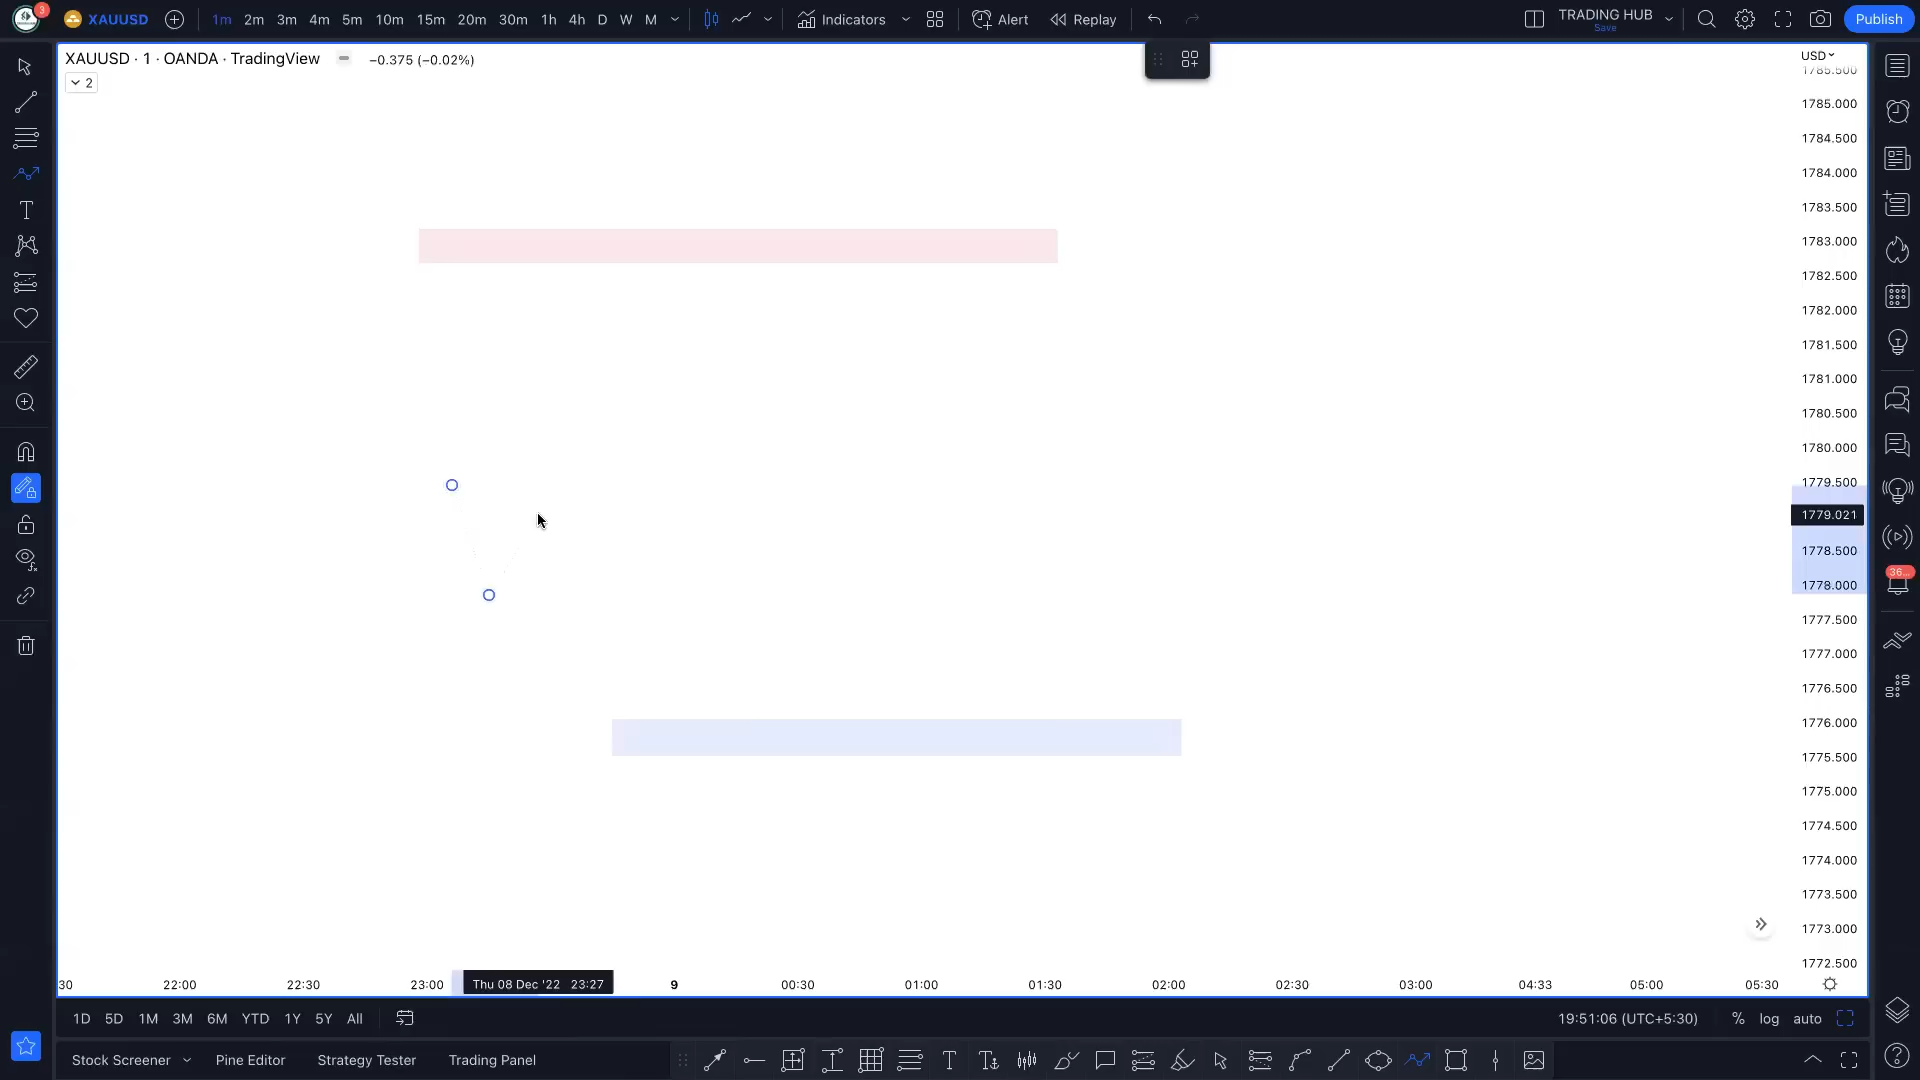 3
XAUUSD
1m 2m 3m 4m 5m 10m 15m 20m 30m 1h 4h D W M
Indicators
Alert
Replay
TRADING HUB
Save
Publish
XAUUSD · 1 · OANDA · TradingView
−0.375 (−0.02%)
2
USD
1785.500
1785.000
1784.500
1784.000
1783.500
1783.000
1782.500
1782.000
1781.500
1781.000
1780.500
1780.000
1779.500
1779.021
1778.500
1778.000
1777.500
1777.000
1776.500
1776.000
1775.500
1775.000
1774.500
1774.000
1773.500
1773.000
1772.500
36...
30 22:00 22:30 23:00 Thu 08 Dec '22 23:27 9 00:30 01:00 01:30 02:00 02:30 03:00 04:33 05:00 05:30
1D 5D 1M 3M 6M YTD 1Y 5Y All
19:51:06 (UTC+5:30) % log auto
Stock Screener Pine Editor Strategy Tester Trading Panel